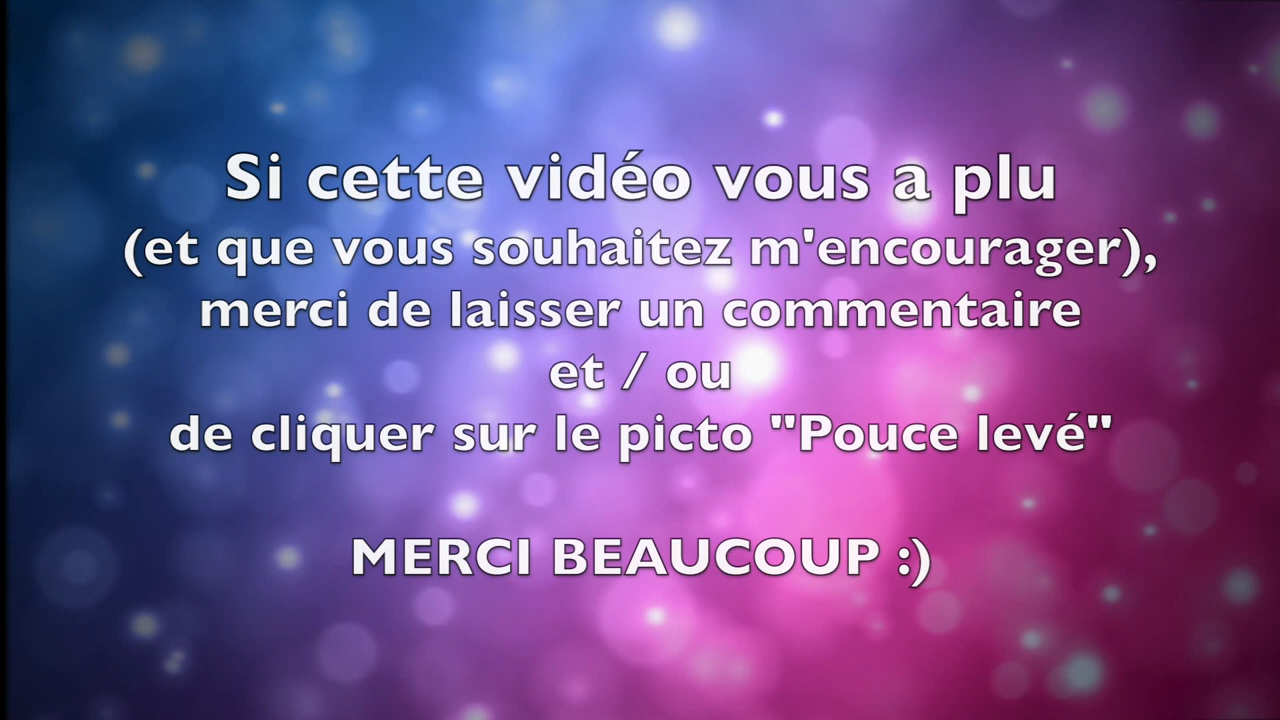 Si cette vidéo vous a plu
(et que vous souhaitez m'encourager),
merci de laisser un commentaire
et / ou
de cliquer sur le picto "Pouce levé"
MERCI BEAUCOUP :)